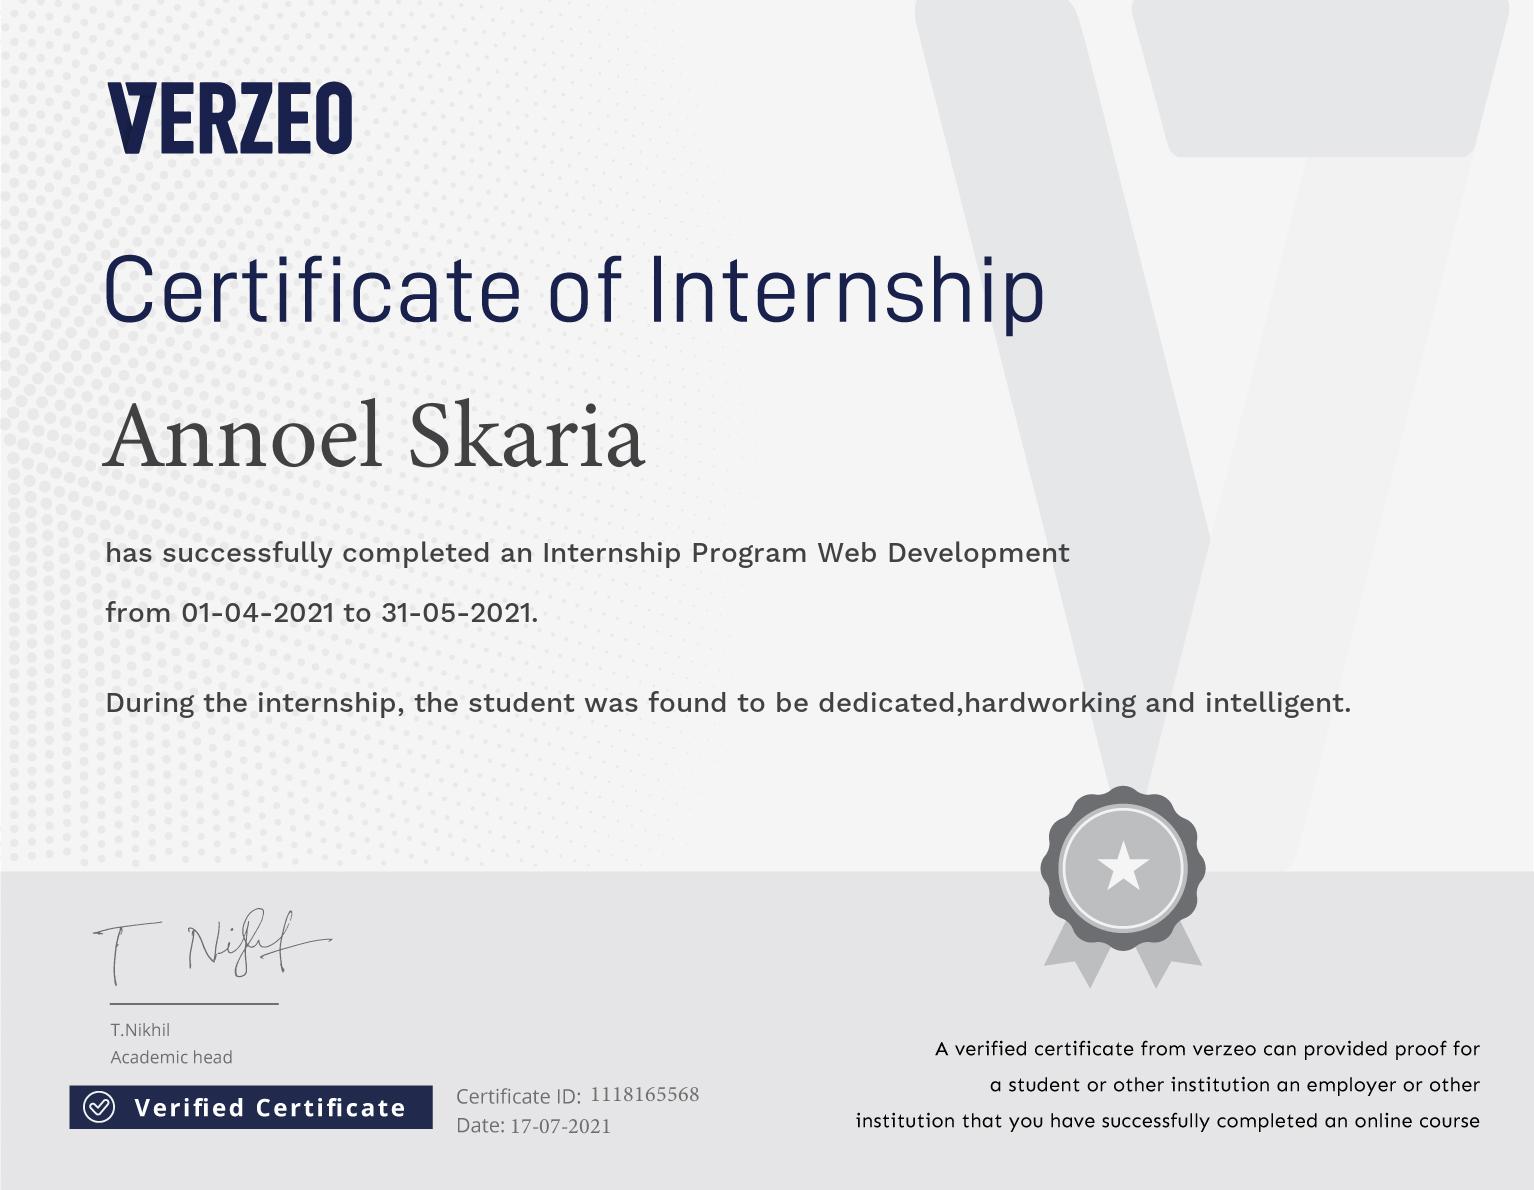 VERZEO
Certificate of Internship
Annoel Skaria
has successfully completed an Internship Program Web Development
from 01-04-2021 to 31-05-2021.
During the internship, the student was found to be dedicated,hardworking and intelligent.
T Nikhil
T.Nikhil
Academic head
Verified Certificate
Certificate ID: 1118165568
Date: 17-07-2021
A verified certificate from verzeo can provided proof for
a student or other institution an employer or other
institution that you have successfully completed an online course